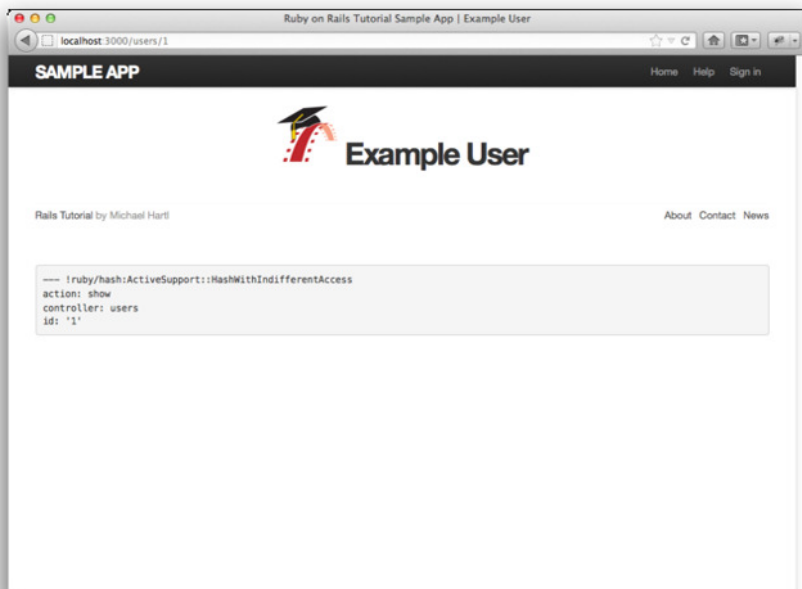 Ruby on Rails Tutorial Sample App | Example User
localhost:3000/users/1
SAMPLE APP
Home Help Sign in
Example User
Rails Tutorial by Michael Hartl
About Contact News
--- !ruby/hash:ActiveSupport::HashWithIndifferentAccess
action: show
controller: users
id: '1'